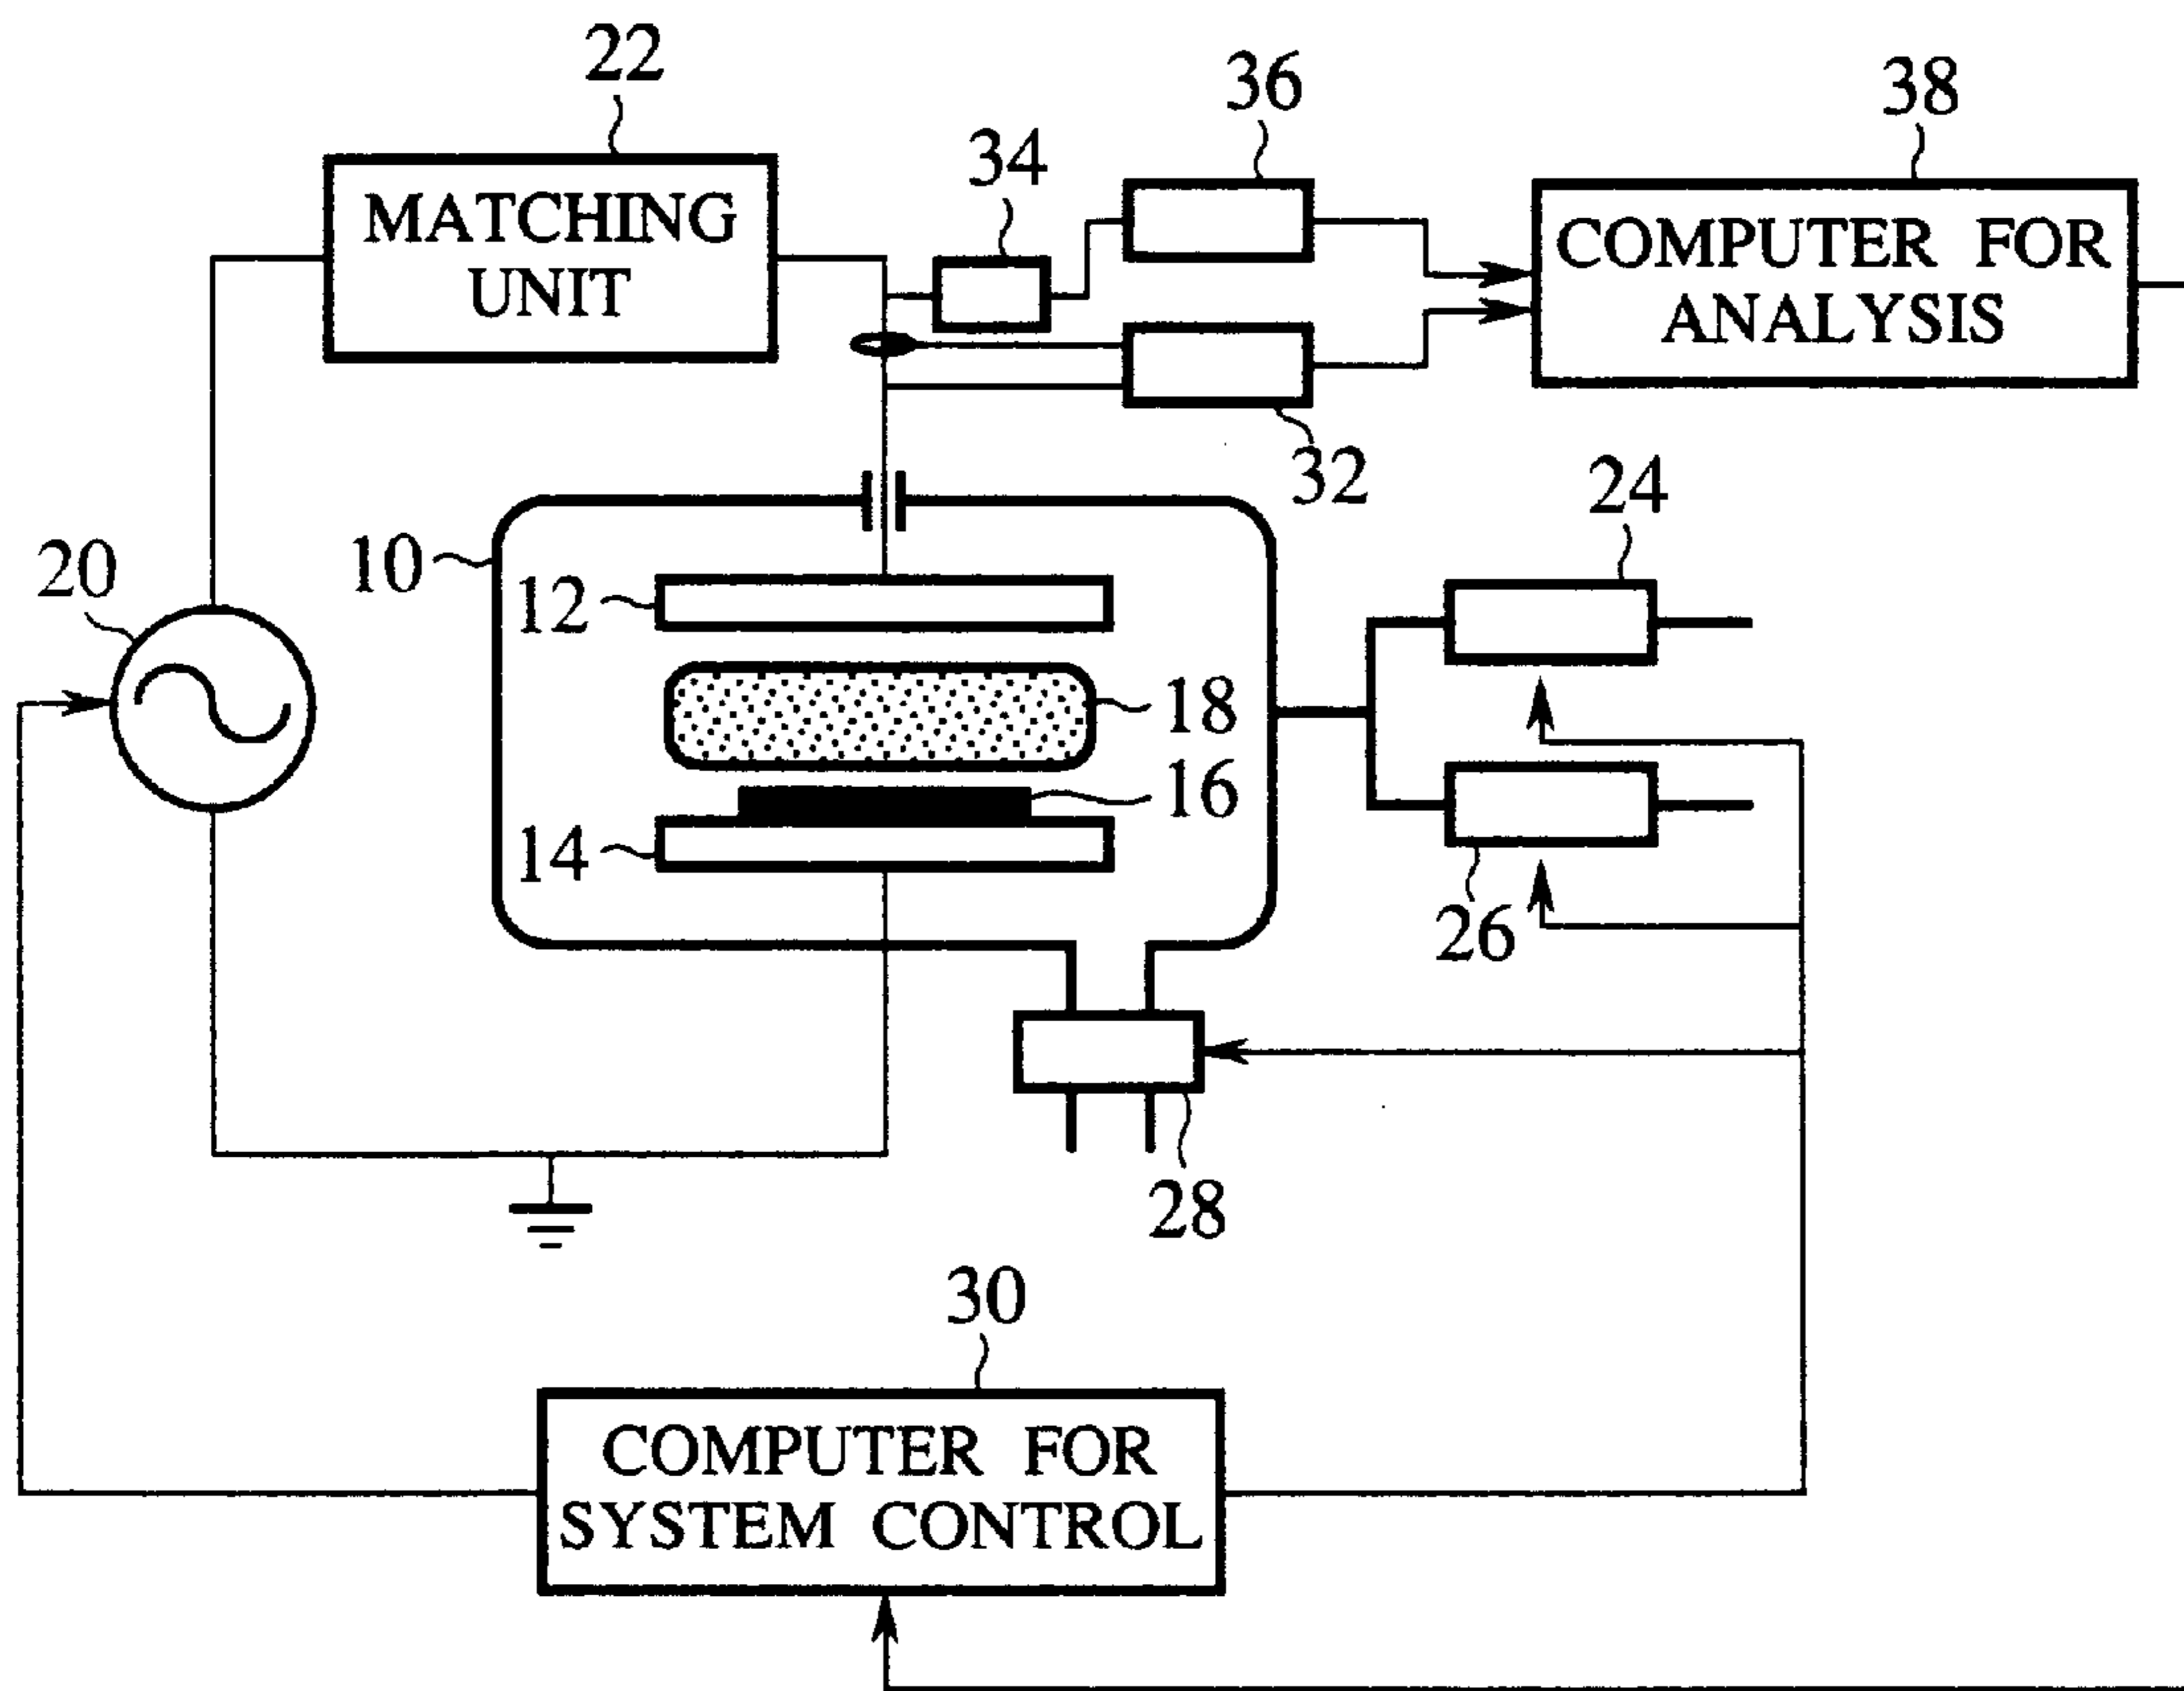 22
36
38
34
MATCHING
UNIT
COMPUTER FOR
ANALYSIS
32
24
20
10
12
18
16
14
26
28
30
COMPUTER FOR
SYSTEM CONTROL